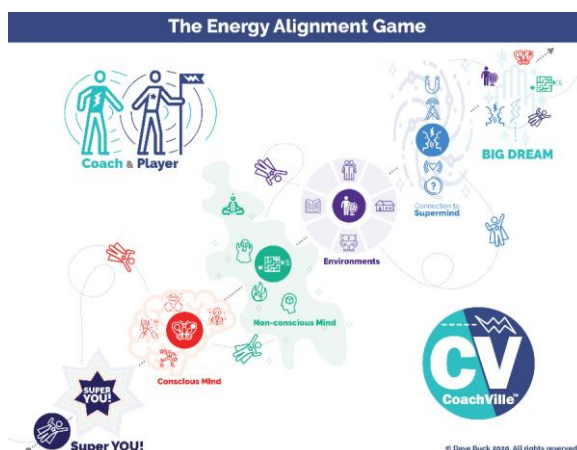 The Energy Alignment Game
Coach & Player
BIG DREAM
Connection to
Supermind
Environments
Non-conscious Mind
Conscious Mind
SUPER
YOU!
Super YOU!
CV
CoachVille™
© Dave Buck 2020. All rights reserved